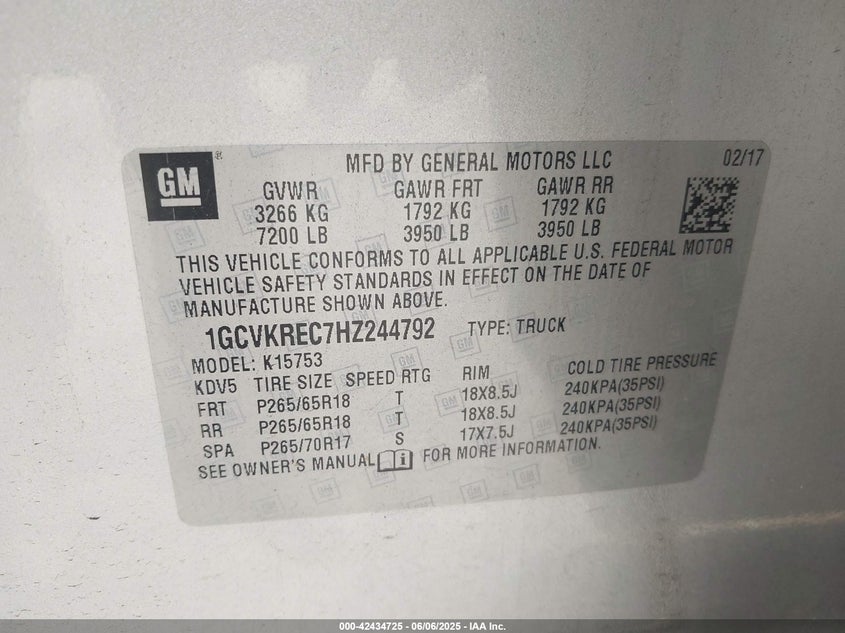 GM ® MFD BY GENERAL MOTORS LLC 02/17
GVWR GAWR FRT GAWR RR
3266 KG 1792 KG 1792 KG
7200 LB 3950 LB 3950 LB
THIS VEHICLE CONFORMS TO ALL APPLICABLE U.S. FEDERAL MOTOR
VEHICLE SAFETY STANDARDS IN EFFECT ON THE DATE OF
MANUFACTURE SHOWN ABOVE.
1GCVKREC7HZ244792 TYPE: TRUCK
MODEL: K15753
KDV5 TIRE SIZE SPEED RTG RIM COLD TIRE PRESSURE
FRT P265/65R18 T 18X8.5J 240KPA(35PSI)
RR P265/65R18 T 18X8.5J 240KPA(35PSI)
SPA P265/70R17 S 17X7.5J 240KPA(35PSI)
SEE OWNER'S MANUAL i FOR MORE INFORMATION.
000-42434725 - 06/06/2025 - IAA Inc.